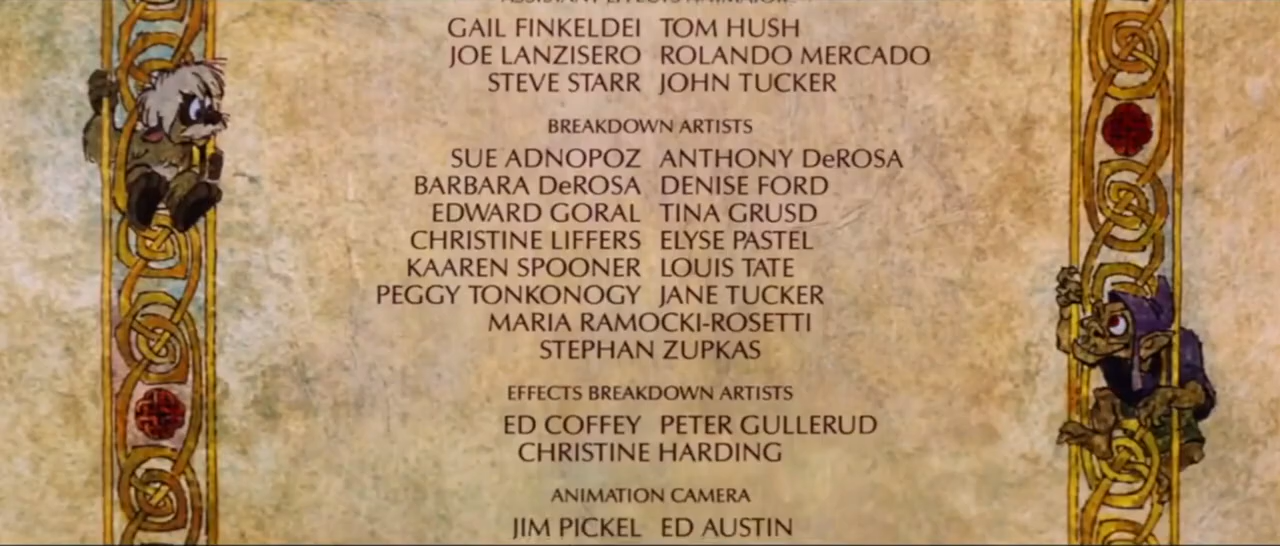 ASSISTANT EFFECTS ANIMATORS
GAIL FINKELDEI TOM HUSH
JOE LANZISERO ROLANDO MERCADO
STEVE STARR JOHN TUCKER
BREAKDOWN ARTISTS
SUE ADNOPOZ ANTHONY DeROSA
BARBARA DeROSA DENISE FORD
EDWARD GORAL TINA GRUSD
CHRISTINE LIFFERS ELYSE PASTEL
KAAREN SPOONER LOUIS TATE
PEGGY TONKONOGY JANE TUCKER
MARIA RAMOCKI-ROSETTI
STEPHAN ZUPKAS
EFFECTS BREAKDOWN ARTISTS
ED COFFEY PETER GULLERUD
CHRISTINE HARDING
ANIMATION CAMERA
JIM PICKEL ED AUSTIN